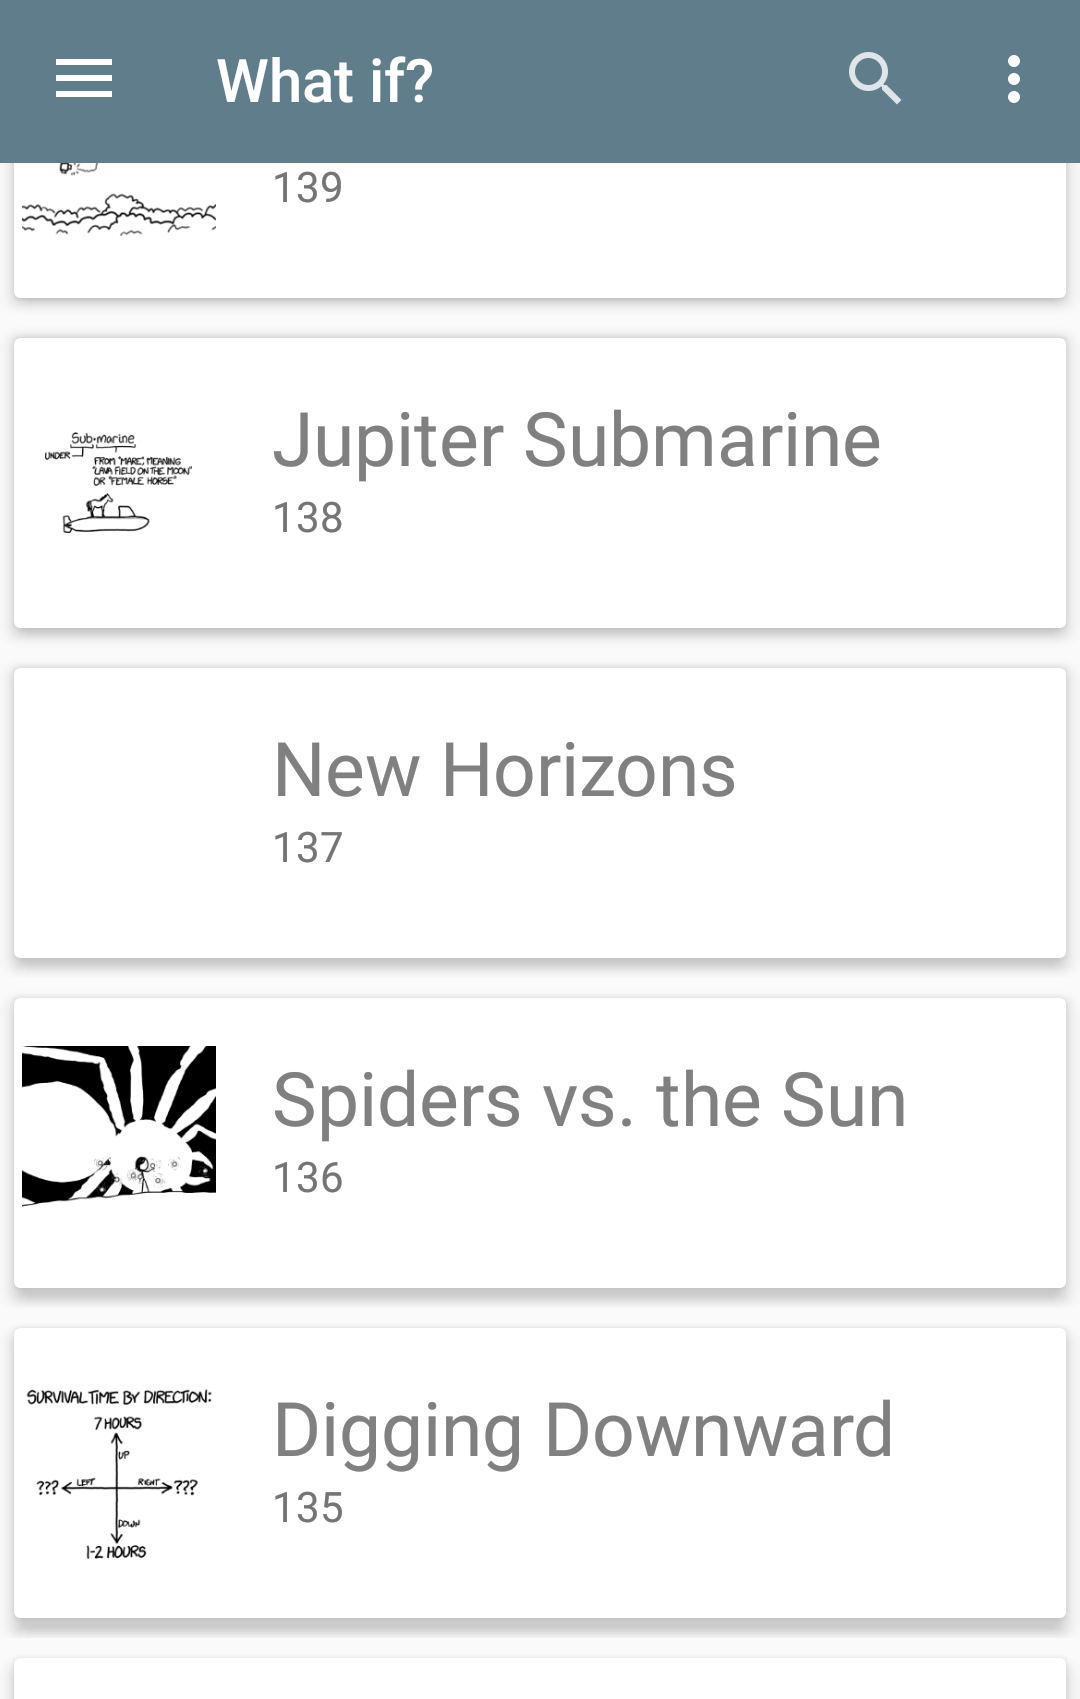 What if?
139
Sub·marine
UNDER
FROM "MARE", MEANING
"LAVA FIELD ON THE MOON"
OR "FEMALE HORSE"
Jupiter Submarine
138
New Horizons
137
Spiders vs. the Sun
136
SURVIVAL TIME BY DIRECTION:
7 HOURS
UP
??? LEFT RIGHT ???
DOWN
1-2 HOURS
Digging Downward
135